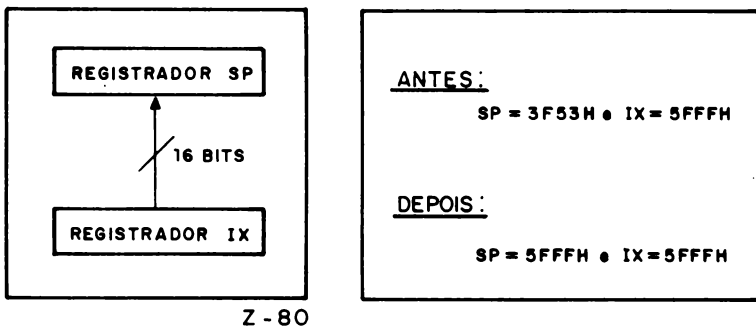 REGISTRADOR SP
16 BITS
REGISTRADOR IX
Z-80
ANTES:
SP = 3F53H e IX = 5FFFH
DEPOIS:
SP = 5FFFH e IX = 5FFFH